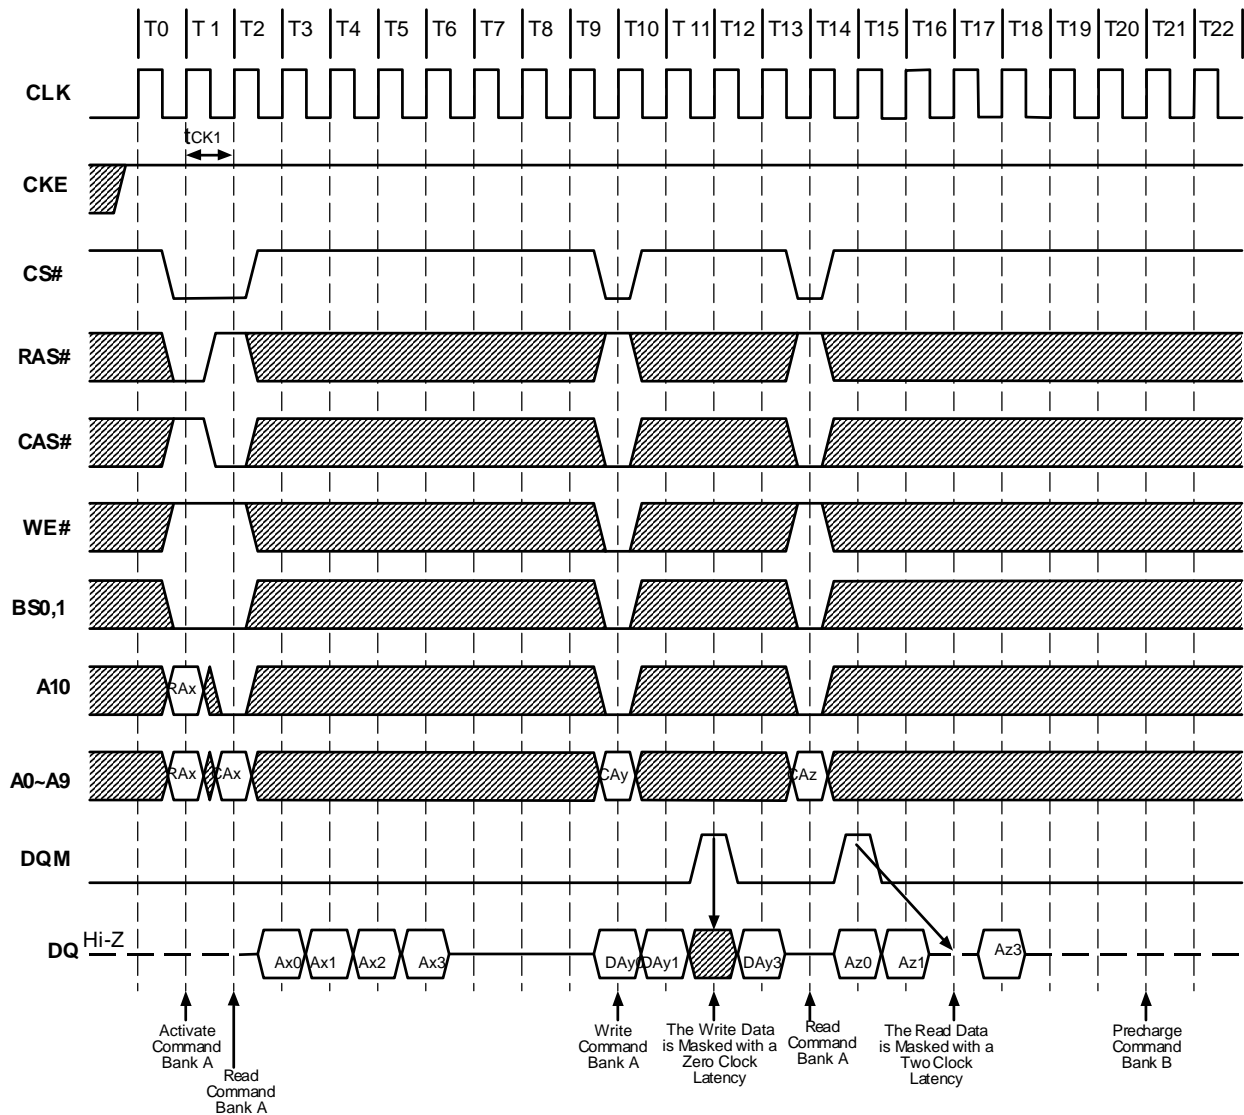 T0 T 1 T2 T3 T4 T5 T6 T7 T8 T9 T10 T 11 T12 T13 T14 T15 T16 T17 T18 T19 T20 T21 T22
CLK
tCK1
CKE
CS#
RAS#
CAS#
WE#
BS0,1
A10
RAx
A0~A9
RAx CAx CAy CAz
DQM
DQ Hi-Z
Ax0 Ax1 Ax2 Ax3 DAy0 DAy1 DAy3 Az0 Az1 Az3
Activate
Command
Bank A
Read
Command
Bank A
Write
Command
Bank A
The Write Data
is Masked with a
Zero Clock
Latency
Read
Command
Bank A
The Read Data
is Masked with a
Two Clock
Latency
Precharge
Command
Bank B